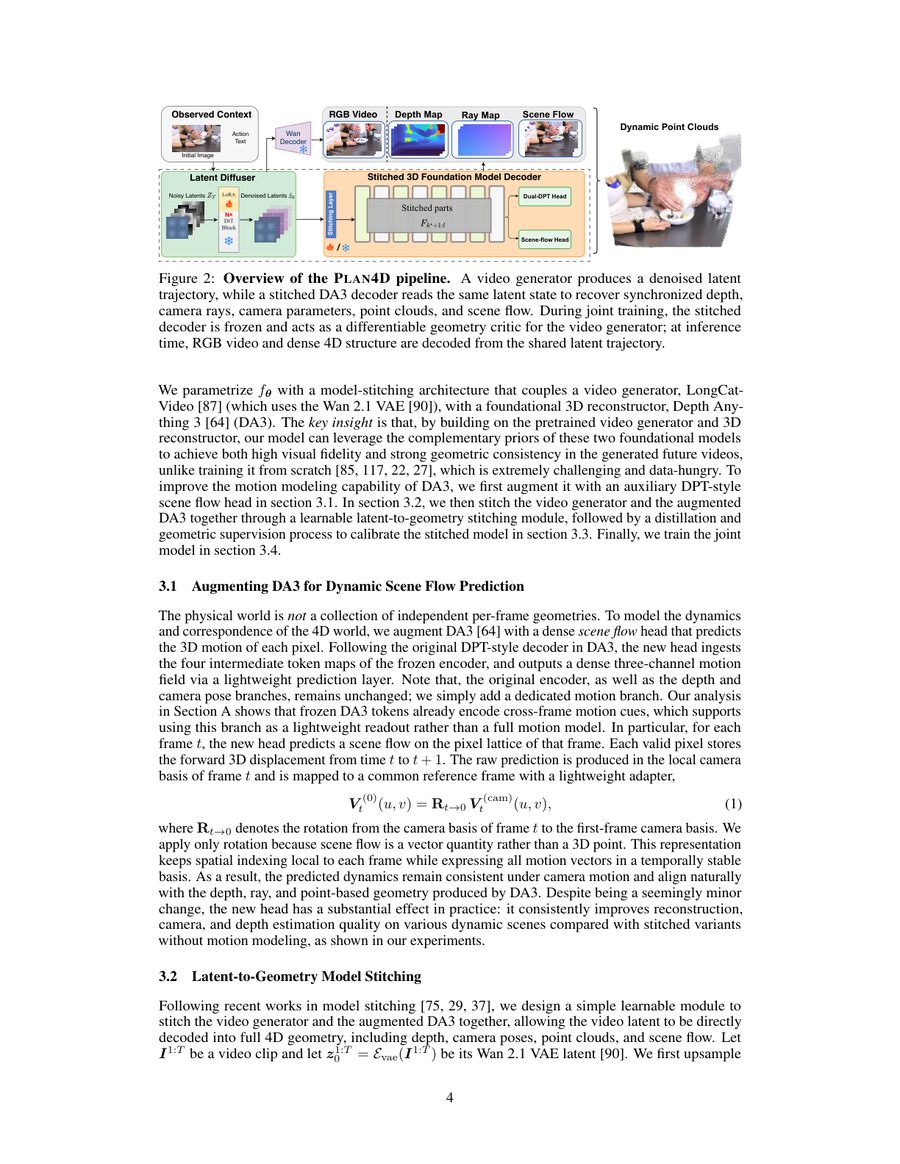 Observed Context
Action
Text
Initial Image
Wan
Decoder
RGB Video
Depth Map
Ray Map
Scene Flow
Dynamic Point Clouds
Latent Diffuser
Noisy Latents Z_T
LoRA
N×
DiT
Block
Denoised Latents ẑ_0
Stitched 3D Foundation Model Decoder
Stitching Layer
Stitched parts
F_{k*+1:l}
Dual-DPT Head
Scene-flow Head
🔥 / ❄
Figure 2: Overview of the PLAN4D pipeline. A video generator produces a denoised latent
trajectory, while a stitched DA3 decoder reads the same latent state to recover synchronized depth,
camera rays, camera parameters, point clouds, and scene flow. During joint training, the stitched
decoder is frozen and acts as a differentiable geometry critic for the video generator; at inference
time, RGB video and dense 4D structure are decoded from the shared latent trajectory.
We parametrize f_θ with a model-stitching architecture that couples a video generator, LongCat-
Video [87] (which uses the Wan 2.1 VAE [90]), with a foundational 3D reconstructor, Depth Any-
thing 3 [64] (DA3). The key insight is that, by building on the pretrained video generator and 3D
reconstructor, our model can leverage the complementary priors of these two foundational models
to achieve both high visual fidelity and strong geometric consistency in the generated future videos,
unlike training it from scratch [85, 117, 22, 27], which is extremely challenging and data-hungry. To
improve the motion modeling capability of DA3, we first augment it with an auxiliary DPT-style
scene flow head in section 3.1. In section 3.2, we then stitch the video generator and the augmented
DA3 together through a learnable latent-to-geometry stitching module, followed by a distillation and
geometric supervision process to calibrate the stitched model in section 3.3. Finally, we train the joint
model in section 3.4.
3.1 Augmenting DA3 for Dynamic Scene Flow Prediction
The physical world is not a collection of independent per-frame geometries. To model the dynamics
and correspondence of the 4D world, we augment DA3 [64] with a dense scene flow head that predicts
the 3D motion of each pixel. Following the original DPT-style decoder in DA3, the new head ingests
the four intermediate token maps of the frozen encoder, and outputs a dense three-channel motion
field via a lightweight prediction layer. Note that, the original encoder, as well as the depth and
camera pose branches, remains unchanged; we simply add a dedicated motion branch. Our analysis
in Section A shows that frozen DA3 tokens already encode cross-frame motion cues, which supports
using this branch as a lightweight readout rather than a full motion model. In particular, for each
frame t, the new head predicts a scene flow on the pixel lattice of that frame. Each valid pixel stores
the forward 3D displacement from time t to t + 1. The raw prediction is produced in the local camera
basis of frame t and is mapped to a common reference frame with a lightweight adapter,
V_t^{(0)}(u, v) = R_{t→0} V_t^{(cam)}(u, v), (1)
where R_{t→0} denotes the rotation from the camera basis of frame t to the first-frame camera basis. We
apply only rotation because scene flow is a vector quantity rather than a 3D point. This representation
keeps spatial indexing local to each frame while expressing all motion vectors in a temporally stable
basis. As a result, the predicted dynamics remain consistent under camera motion and align naturally
with the depth, ray, and point-based geometry produced by DA3. Despite being a seemingly minor
change, the new head has a substantial effect in practice: it consistently improves reconstruction,
camera, and depth estimation quality on various dynamic scenes compared with stitched variants
without motion modeling, as shown in our experiments.
3.2 Latent-to-Geometry Model Stitching
Following recent works in model stitching [75, 29, 37], we design a simple learnable module to
stitch the video generator and the augmented DA3 together, allowing the video latent to be directly
decoded into full 4D geometry, including depth, camera poses, point clouds, and scene flow. Let
I^{1:T} be a video clip and let z_0^{1:T} = ℰ_vae(I^{1:T}) be its Wan 2.1 VAE latent [90]. We first upsample
4